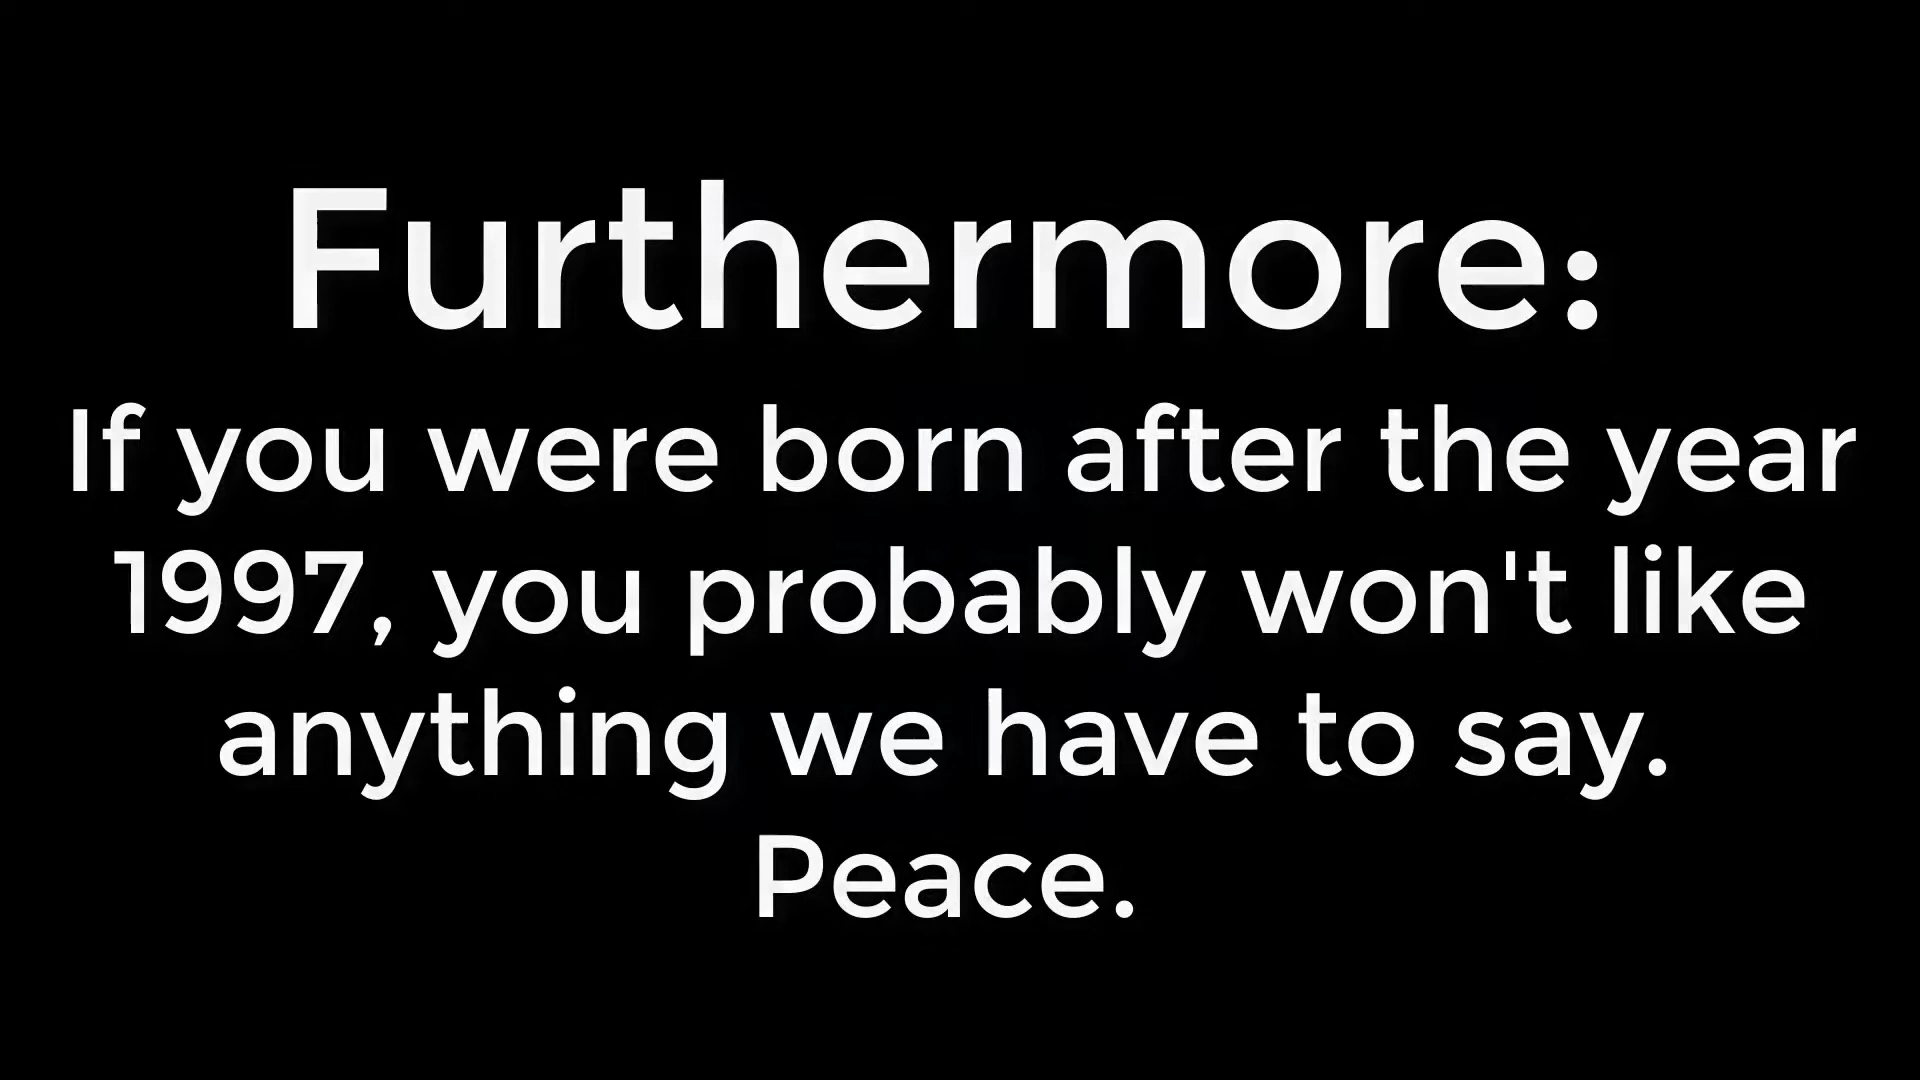 Furthermore:
If you were born after the year
1997, you probably won't like
anything we have to say.
Peace.